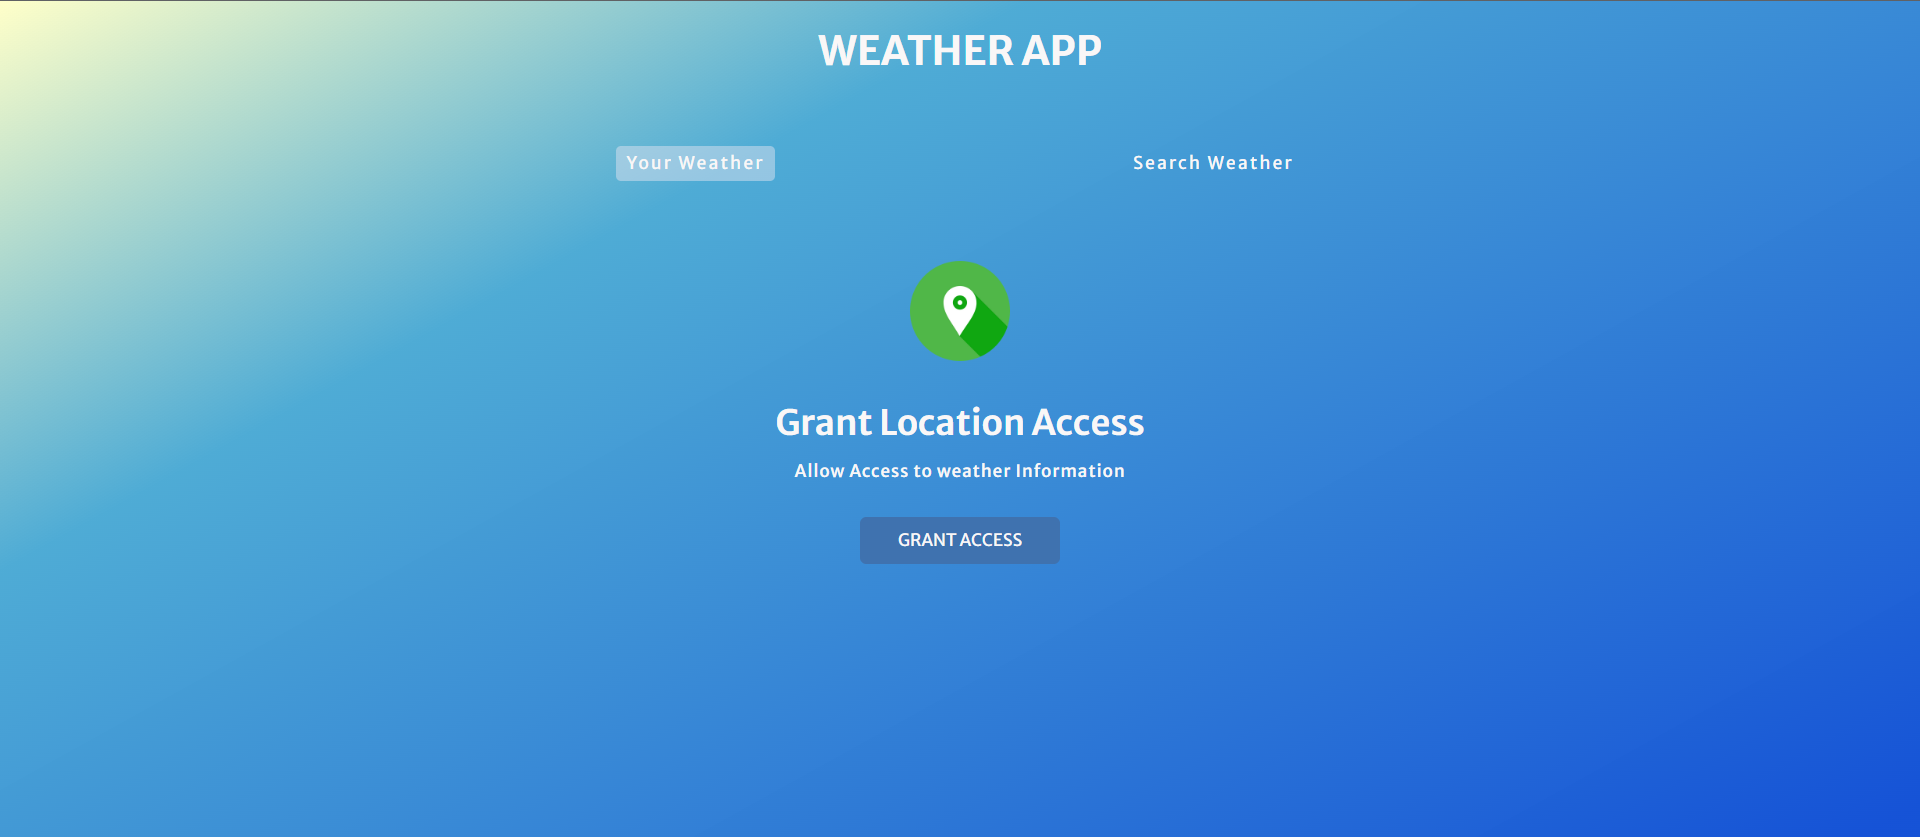 WEATHER APP
Your Weather
Search Weather
Grant Location Access
Allow Access to weather Information
GRANT ACCESS